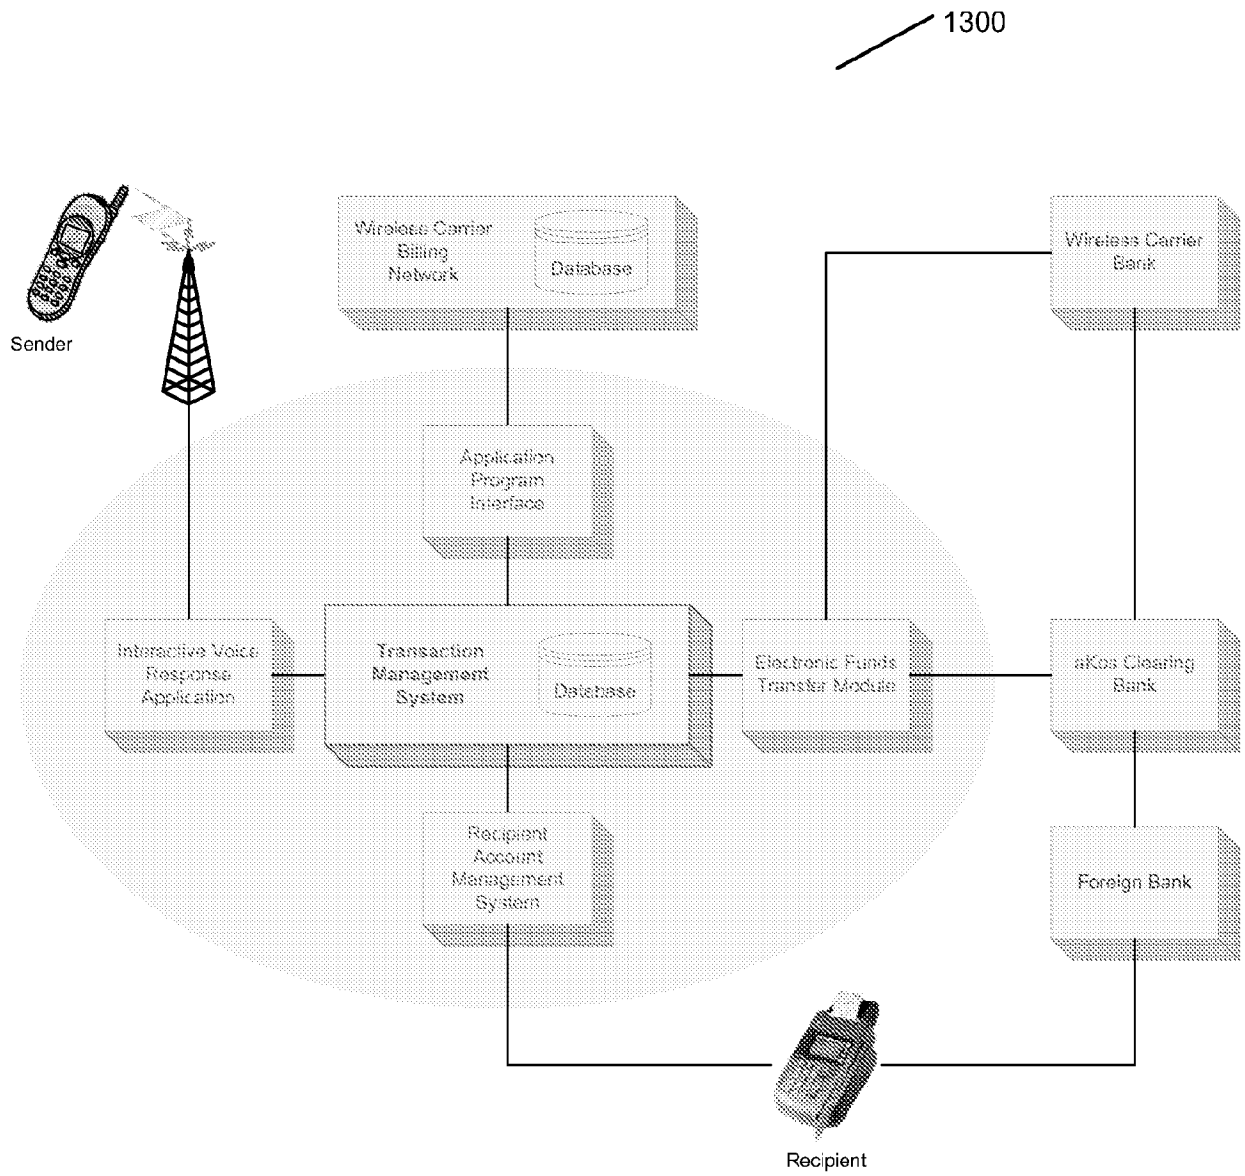 1300
Wireless Carrier
Billing
Network
Database
Wireless Carrier
Bank
Sender
Application
Program
Interface
Interactive Voice
Response
Application
Transaction
Management
System
Database
Electronic Funds
Transfer Module
aKos Clearing
Bank
Recipient
Account
Management
System
Foreign Bank
Recipient